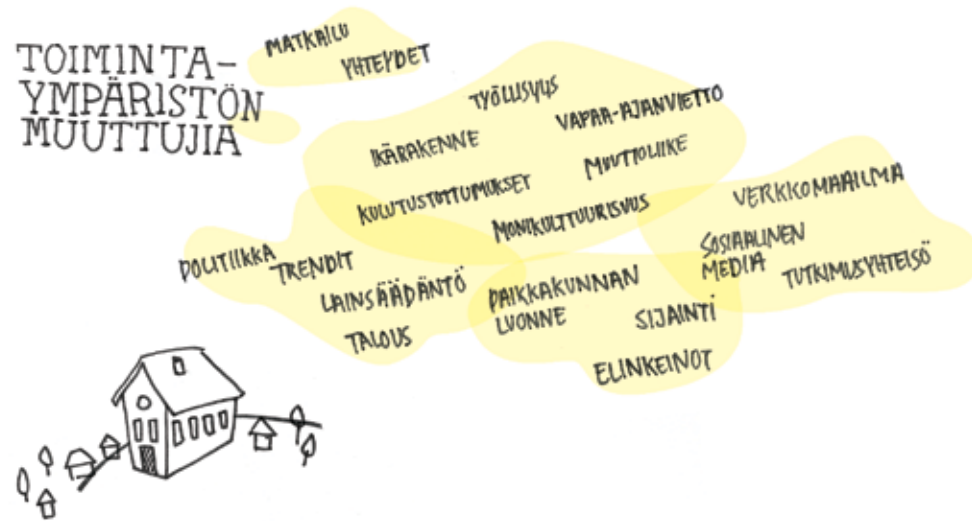 TOIMINTA-
YMPÄRISTÖN
MUUTTUJIA
MATKAILU
YHTEYDET
TYÖLLISYYS
VAPAA-AJANVIETTO
IKÄRAKENNE
MUUTTOLIIKE
KULUTUSTOTTUMUKSET
MONIKULTTUURISUUS
VERKKOMAAILMA
SOSIAALINEN
MEDIA
TUTKIMUSYHTEISÖ
POLITIIKKA
TRENDIT
LAINSÄÄDÄNTÖ
TALOUS
PAIKKAKUNNAN
LUONNE
SIJAINTI
ELINKEINOT